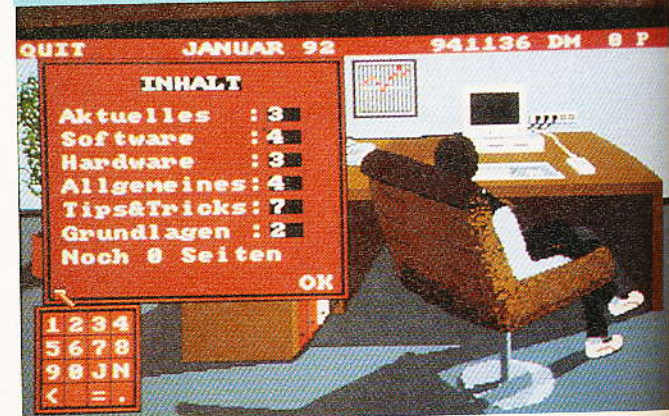 QUIT JANUAR 92 941136 DM 0 P
INHALT
Aktuelles :3
Software :4
Hardware :3
Allgemeines:4
Tips&Tricks:7
Grundlagen :2
Noch 0 Seiten
OK
1234
5678
90JN
< =.